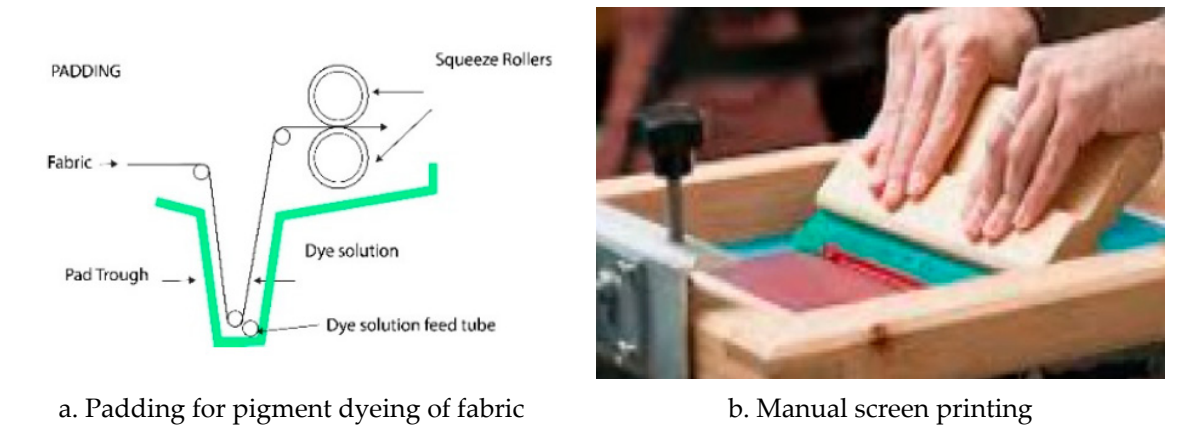 PADDING
Squeeze Rollers
Fabric
Dye solution
Pad Trough
Dye solution feed tube
a. Padding for pigment dyeing of fabric
b. Manual screen printing